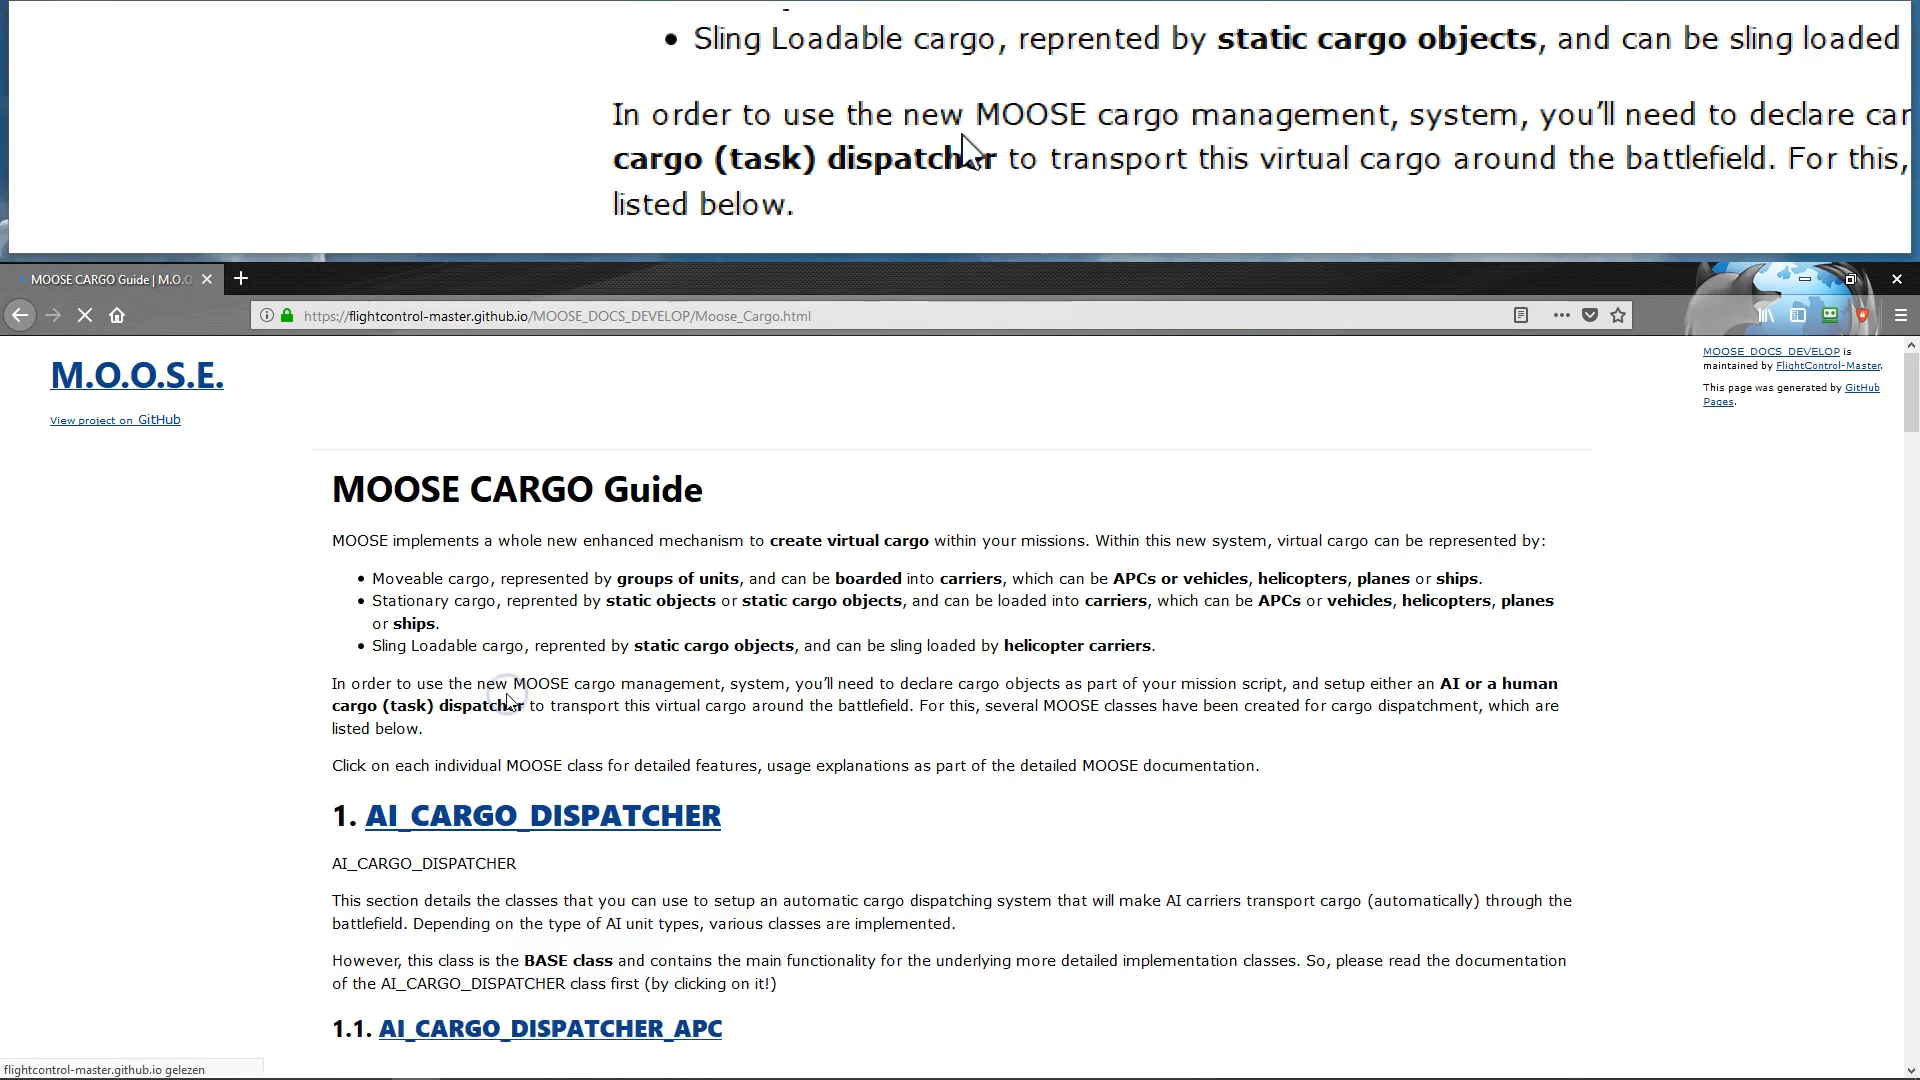 • Sling Loadable cargo, reprented by static cargo objects, and can be sling loaded
In order to use the new MOOSE cargo management, system, you'll need to declare car
cargo (task) dispatcher to transport this virtual cargo around the battlefield. For this,
listed below.
MOOSE CARGO Guide | M.O.O
https://flightcontrol-master.github.io/MOOSE_DOCS_DEVELOP/Moose_Cargo.html
M.O.O.S.E.
View project on GitHub
MOOSE_DOCS_DEVELOP is
maintained by FlightControl-Master.
This page was generated by GitHub
Pages.
MOOSE CARGO Guide
MOOSE implements a whole new enhanced mechanism to create virtual cargo within your missions. Within this new system, virtual cargo can be represented by:
• Moveable cargo, represented by groups of units, and can be boarded into carriers, which can be APCs or vehicles, helicopters, planes or ships.
• Stationary cargo, reprented by static objects or static cargo objects, and can be loaded into carriers, which can be APCs or vehicles, helicopters, planes
or ships.
• Sling Loadable cargo, reprented by static cargo objects, and can be sling loaded by helicopter carriers.
In order to use the new MOOSE cargo management, system, you'll need to declare cargo objects as part of your mission script, and setup either an AI or a human
cargo (task) dispatcher to transport this virtual cargo around the battlefield. For this, several MOOSE classes have been created for cargo dispatchment, which are
listed below.
Click on each individual MOOSE class for detailed features, usage explanations as part of the detailed MOOSE documentation.
1. AI_CARGO_DISPATCHER
AI_CARGO_DISPATCHER
This section details the classes that you can use to setup an automatic cargo dispatching system that will make AI carriers transport cargo (automatically) through the
battlefield. Depending on the type of AI unit types, various classes are implemented.
However, this class is the BASE class and contains the main functionality for the underlying more detailed implementation classes. So, please read the documentation
of the AI_CARGO_DISPATCHER class first (by clicking on it!)
1.1. AI_CARGO_DISPATCHER_APC
flightcontrol-master.github.io gelezen